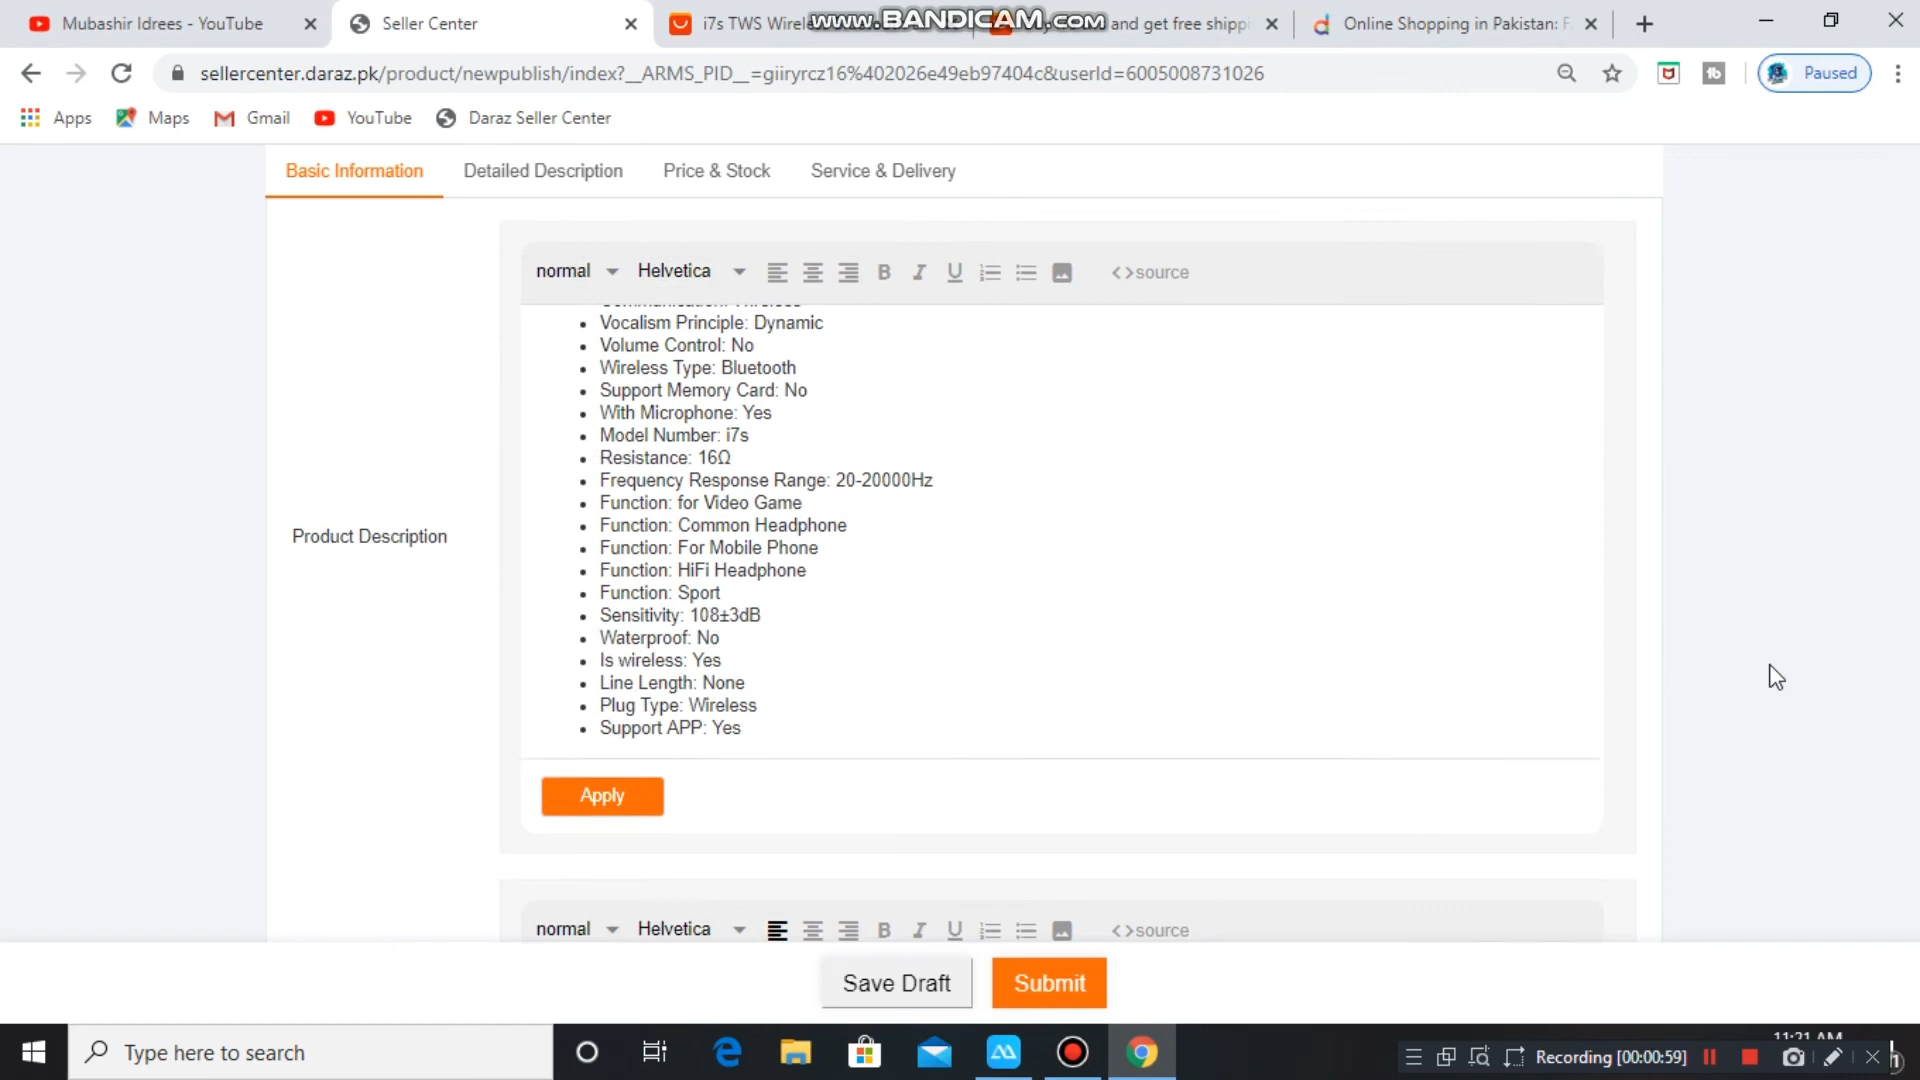 Mubashir Idrees - YouTube
Seller Center
i7s TWS Wirel
www.BANDICAM.com
and get free shippi
Online Shopping in Pakistan: F
sellercenter.daraz.pk/product/newpublish/index?__ARMS_PID__=giiryrcz16%402026e49eb97404c&userId=6005008731026
Paused
Apps
Maps
Gmail
YouTube
Daraz Seller Center
Basic Information
Detailed Description
Price & Stock
Service & Delivery
normal
Helvetica
B I U
<>source
Vocalism Principle: Dynamic
Volume Control: No
Wireless Type: Bluetooth
Support Memory Card: No
With Microphone: Yes
Model Number: i7s
Resistance: 16Ω
Frequency Response Range: 20-20000Hz
Function: for Video Game
Function: Common Headphone
Product Description
Function: For Mobile Phone
Function: HiFi Headphone
Function: Sport
Sensitivity: 108±3dB
Waterproof: No
Is wireless: Yes
Line Length: None
Plug Type: Wireless
Support APP: Yes
Apply
normal
Helvetica
B I U
<>source
Save Draft
Submit
Type here to search
11:21 AM
Recording [00:00:59]